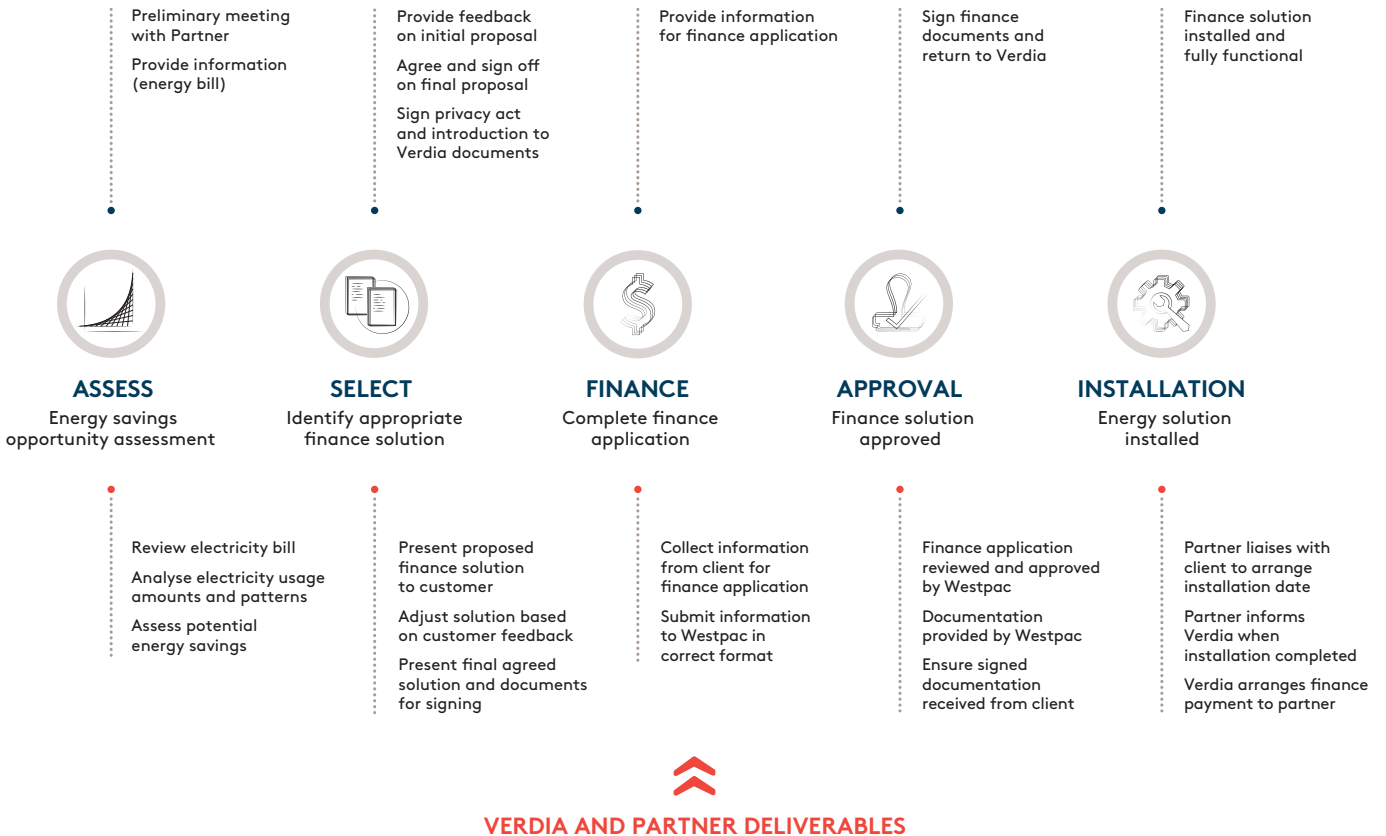 Preliminary meeting
with Partner
Provide information
(energy bill)
Provide feedback
on initial proposal
Agree and sign off
on final proposal
Sign privacy act
and introduction to
Verdia documents
Provide information
for finance application
Sign finance
documents and
return to Verdia
Finance solution
installed and
fully functional
ASSESS
Energy savings
opportunity assessment
SELECT
Identify appropriate
finance solution
FINANCE
Complete finance
application
APPROVAL
Finance solution
approved
INSTALLATION
Energy solution
installed
Review electricity bill
Analyse electricity usage
amounts and patterns
Assess potential
energy savings
Present proposed
finance solution
to customer
Adjust solution based
on customer feedback
Present final agreed
solution and documents
for signing
Collect information
from client for
finance application
Submit information
to Westpac in
correct format
Finance application
reviewed and approved
by Westpac
Documentation
provided by Westpac
Ensure signed
documentation
received from client
Partner liaises with
client to arrange
installation date
Partner informs
Verdia when
installation completed
Verdia arranges finance
payment to partner
VERDIA AND PARTNER DELIVERABLES